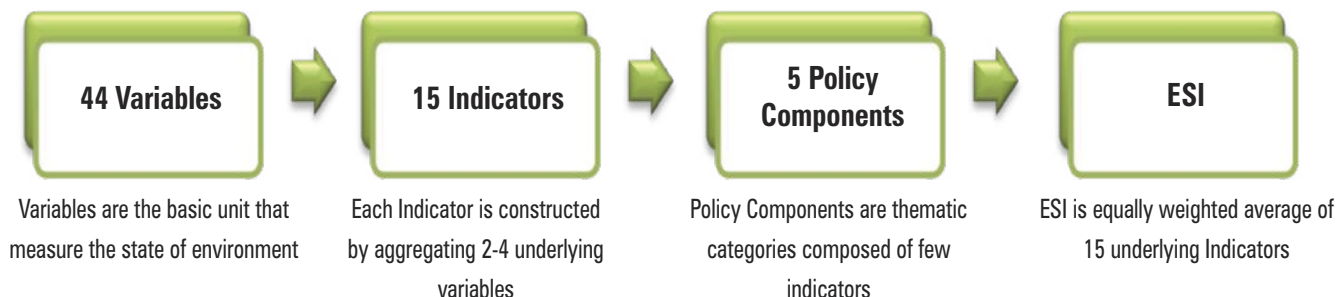 44 Variables
15 Indicators
5 Policy
Components
ESI
Variables are the basic unit that
measure the state of environment
Each Indicator is constructed
by aggregating 2-4 underlying
variables
Policy Components are thematic
categories composed of few
indicators
ESI is equally weighted average of
15 underlying Indicators